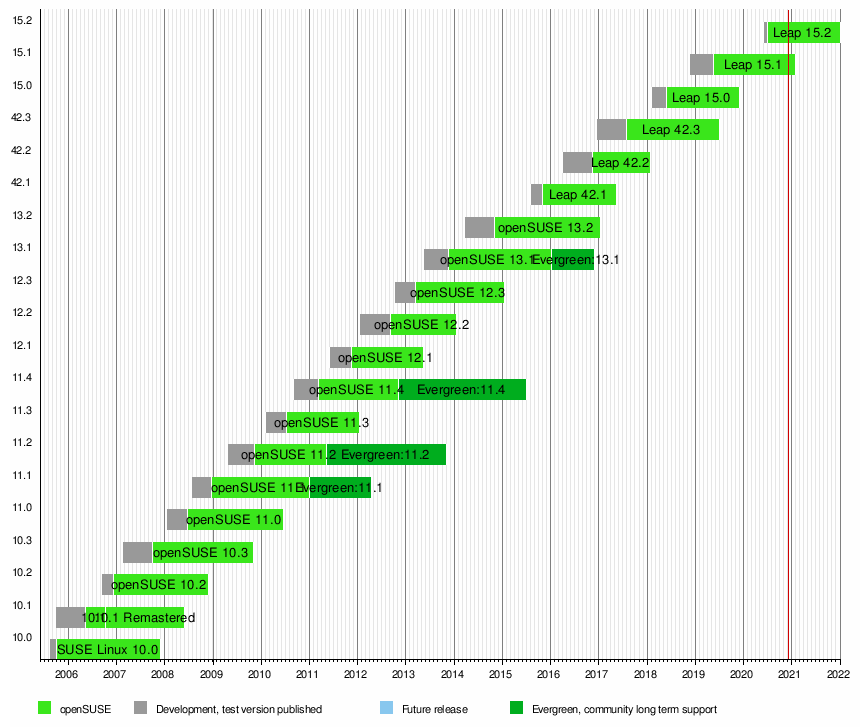 15.2
Leap 15.2
15.1
Leap 15.1
15.0
Leap 15.0
42.3
Leap 42.3
42.2
Leap 42.2
42.1
Leap 42.1
13.2
openSUSE 13.2
13.1
openSUSE 13.1 Evergreen:13.1
12.3
openSUSE 12.3
12.2
openSUSE 12.2
12.1
openSUSE 12.1
11.4
openSUSE 11.4 Evergreen:11.4
11.3
openSUSE 11.3
11.2
openSUSE 11.2 Evergreen:11.2
11.1
openSUSE 11.1 Evergreen:11.1
11.0
openSUSE 11.0
10.3
openSUSE 10.3
10.2
openSUSE 10.2
10.1
10.1 10.1 Remastered
10.0
SUSE Linux 10.0
2006 2007 2008 2009 2010 2011 2012 2013 2014 2015 2016 2017 2018 2019 2020 2021 2022
openSUSE Development, test version published Future release Evergreen, community long term support